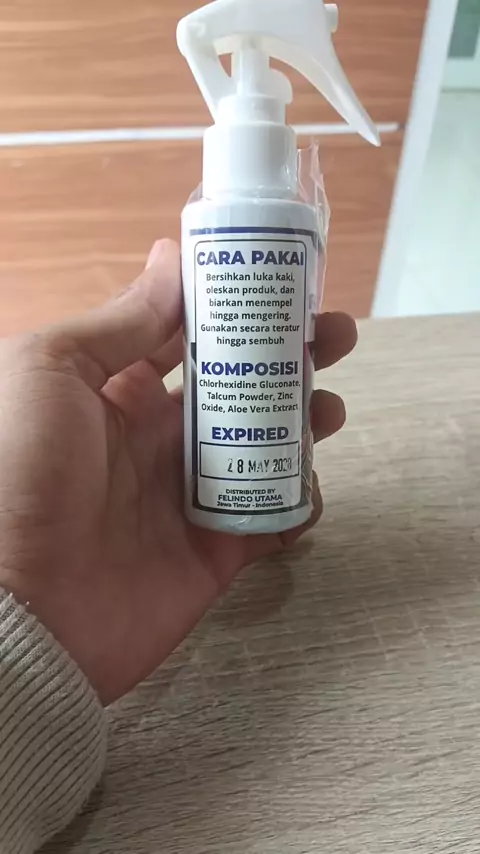 CARA PAKAI
Bersihkan luka kaki,
oleskan produk, dan
biarkan menempel
hingga mengering.
Gunakan secara teratur
hingga sembuh
KOMPOSISI
Chlorhexidine Gluconate,
Talcum Powder, Zinc
Oxide, Aloe Vera Extract
EXPIRED
28 MAY 2028
DISTRIBUTED BY
FELINDO UTAMA
Jawa Timur - Indonesia